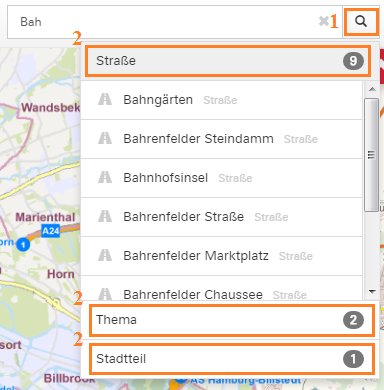 Bah
1
2
Straße 9
Bahngärten Straße
Bahrenfelder Steindamm Straße
Bahnhofsinsel Straße
Bahrenfelder Straße Straße
Bahrenfelder Marktplatz Straße
Bahrenfelder Chaussee Straße
2
Thema 2
2
Stadtteil 1
Wandsbek
Marienthal
A24
1
Horn
Billbrook
AS Hamburg-Billstedt